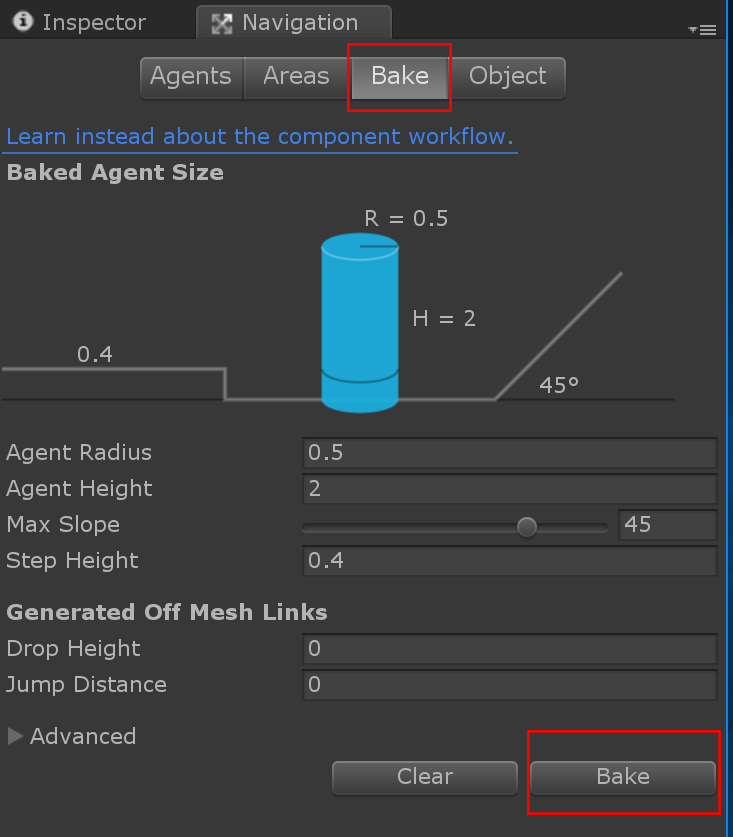 Inspector Navigation
Agents Areas Bake Object
Learn instead about the component workflow.
Baked Agent Size
R = 0.5
H = 2
0.4
45°
Agent Radius 0.5
Agent Height 2
Max Slope 45
Step Height 0.4
Generated Off Mesh Links
Drop Height 0
Jump Distance 0
Advanced
Clear Bake